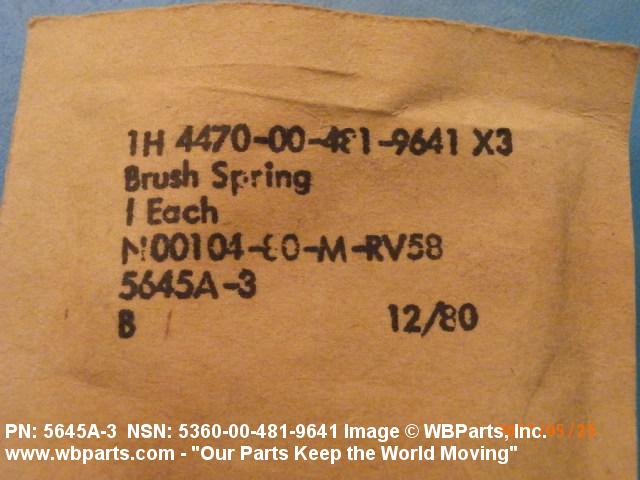 1H 4470-00-481-9641 X3
Brush Spring
1 Each
N00104-80-M-RV58
5645A-3
B 12/80
PN: 5645A-3 NSN: 5360-00-481-9641 Image © WBParts, Inc.
www.wbparts.com - "Our Parts Keep the World Moving"